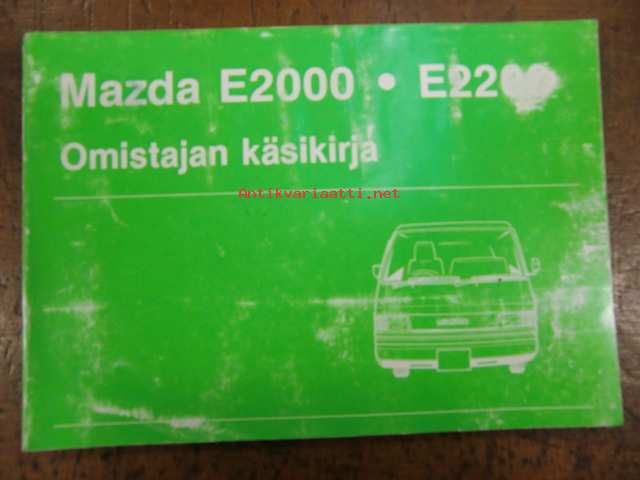 Mazda E2000 • E22
Omistajan käsikirja
Antikvariaatti.net